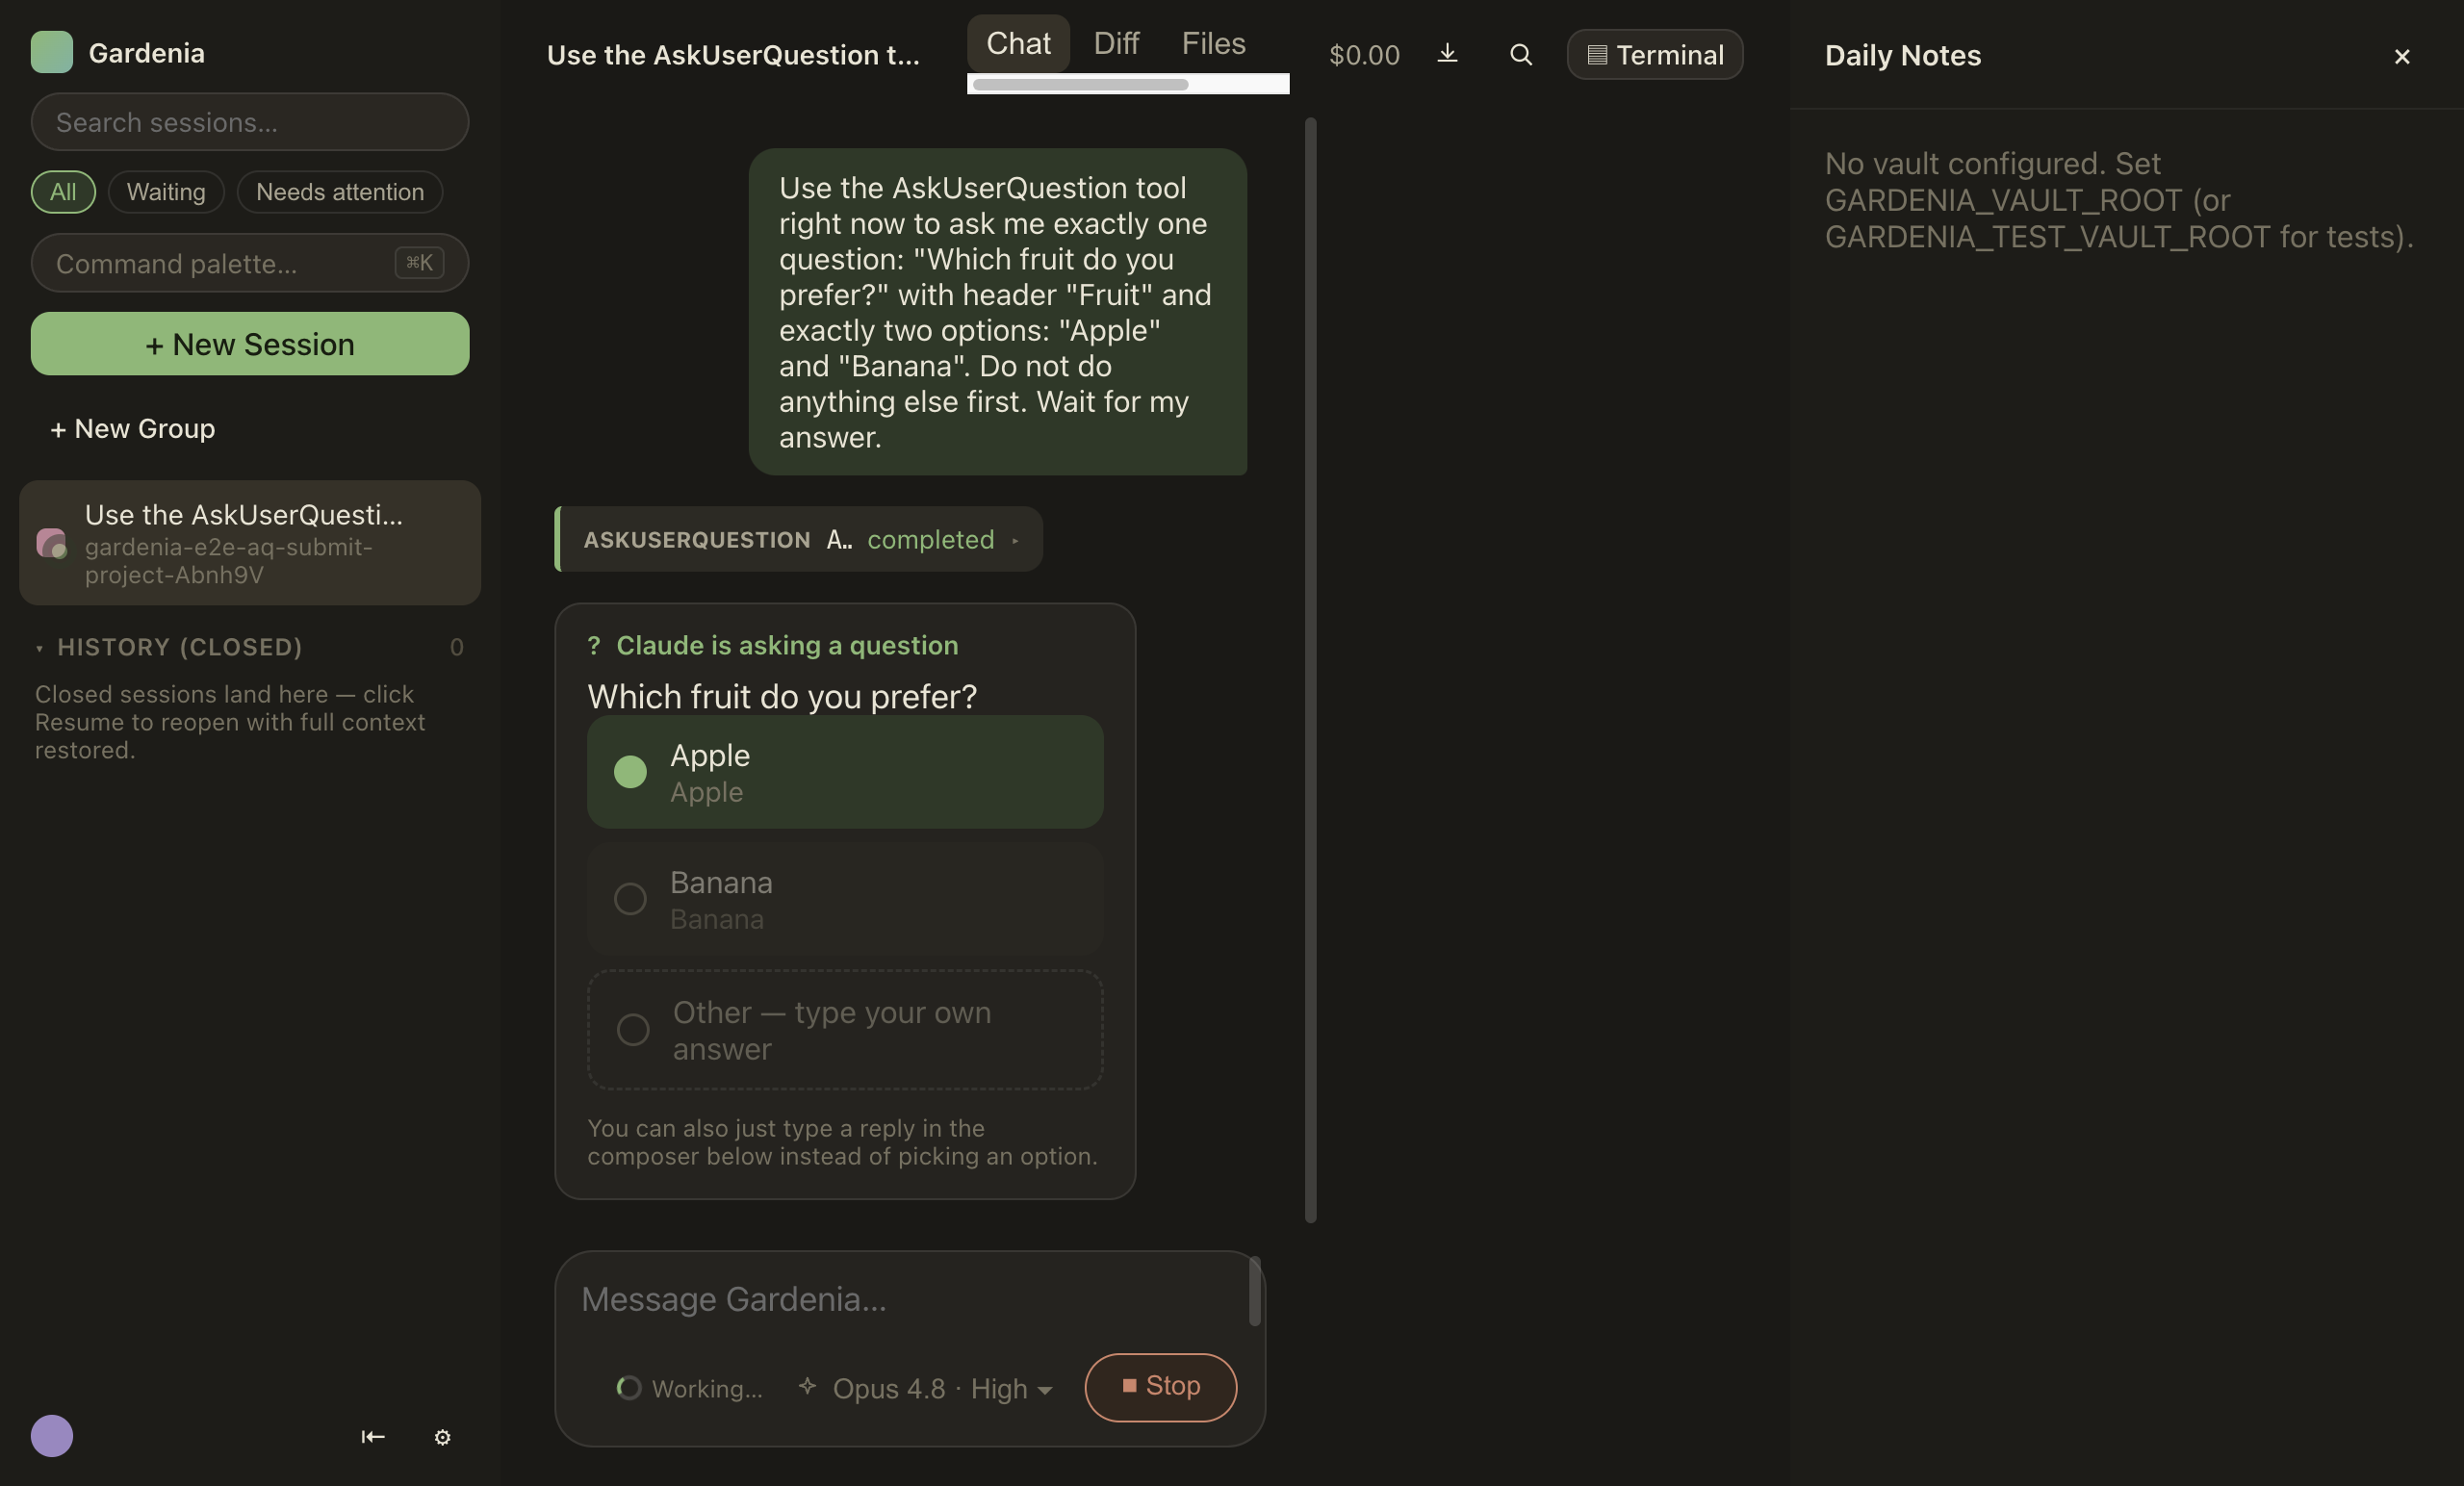 Gardenia
Search sessions...
All
Waiting
Needs attention
Command palette...
⌘K
+ New Session
+ New Group
Use the AskUserQuesti...
gardenia-e2e-aq-submit-
project-Abnh9V
HISTORY (CLOSED)
0
Closed sessions land here — click
Resume to reopen with full context
restored.
Use the AskUserQuestion t...
Chat
Diff
Files
$0.00
Terminal
Use the AskUserQuestion tool
right now to ask me exactly one
question: "Which fruit do you
prefer?" with header "Fruit" and
exactly two options: "Apple"
and "Banana". Do not do
anything else first. Wait for my
answer.
ASKUSERQUESTION A.. completed
? Claude is asking a question
Which fruit do you prefer?
Apple
Apple
Banana
Banana
Other — type your own
answer
You can also just type a reply in the
composer below instead of picking an option.
Message Gardenia...
Working...
Opus 4.8 · High
Stop
Daily Notes
No vault configured. Set
GARDENIA_VAULT_ROOT (or
GARDENIA_TEST_VAULT_ROOT for tests).